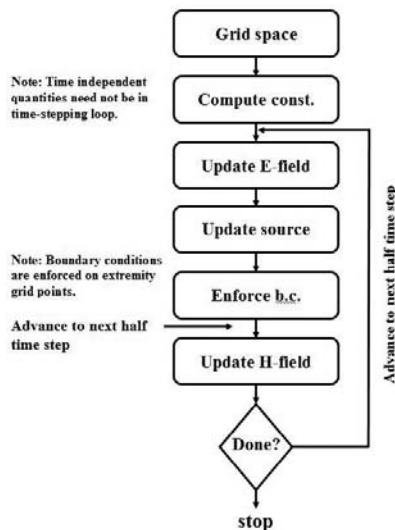 Grid space
Note: Time independent
quantities need not be in
time-stepping loop.
Compute const.
Update E-field
Update source
Note: Boundary conditions
are enforced on extremity
grid points.
Enforce b.c.
Advance to next half
time step
Update H-field
Advance to next half time step
Done?
stop